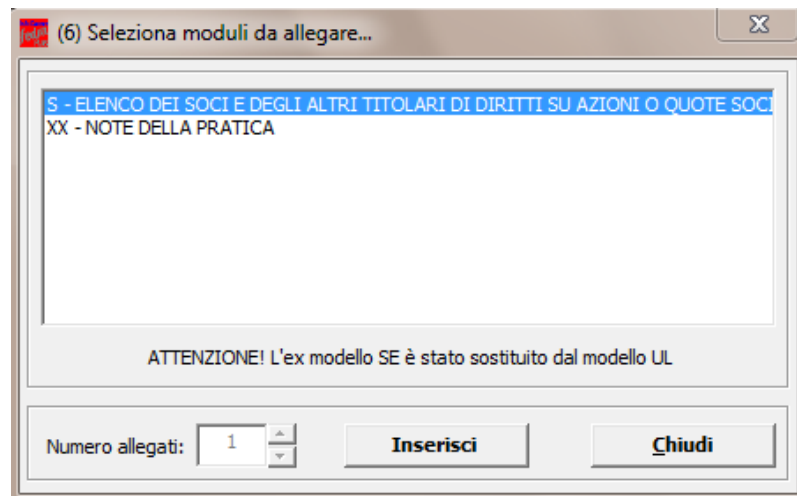 (6) Seleziona moduli da allegare...
S - ELENCO DEI SOCI E DEGLI ALTRI TITOLARI DI DIRITTI SU AZIONI O QUOTE SOCI
XX - NOTE DELLA PRATICA
ATTENZIONE! L'ex modello SE è stato sostituito dal modello UL
Numero allegati: 1 Inserisci Chiudi